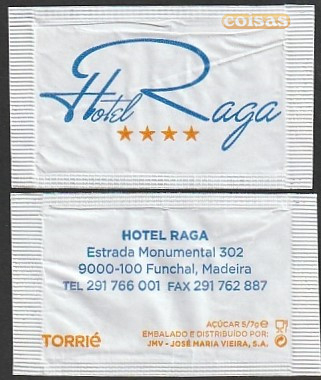 coisas
Hotel Raga
★★★★
HOTEL RAGA
Estrada Monumental 302
9000-100 Funchal, Madeira
TEL 291 766 001 FAX 291 762 887
TORRIÉ
AÇÚCAR 5/7g ℮
EMBALADO E DISTRIBUÍDO POR:
JMV - JOSÉ MARIA VIEIRA, S.A.